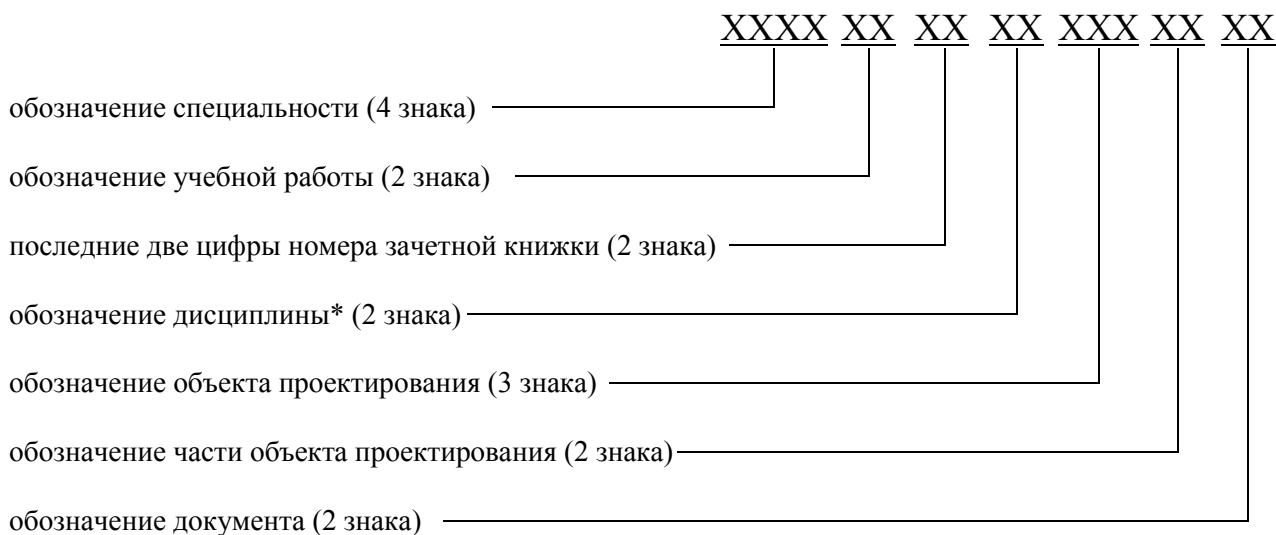 XXXX XX XX XX XXX XX XX
обозначение специальности (4 знака)
обозначение учебной работы (2 знака)
последние две цифры номера зачетной книжки (2 знака)
обозначение дисциплины* (2 знака)
обозначение объекта проектирования (3 знака)
обозначение части объекта проектирования (2 знака)
обозначение документа (2 знака)